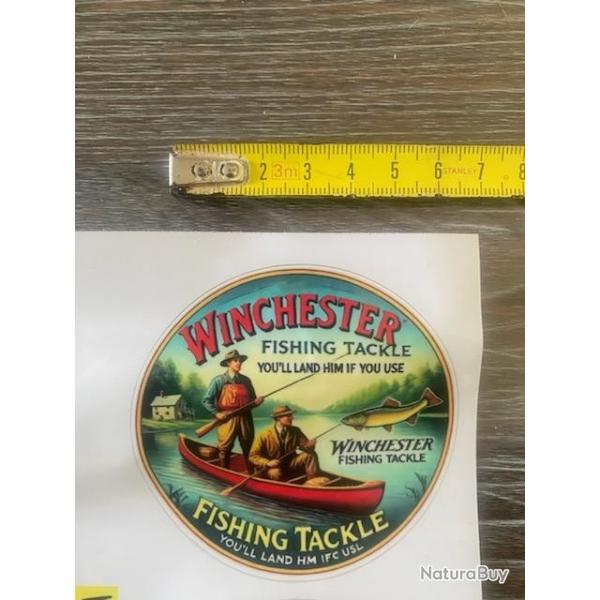 2 3m 3 4 5 6 STANLEY 7 8
WINCHESTER
FISHING TACKLE
YOU'LL LAND HIM IF YOU USE
WINCHESTER
FISHING TACKLE
FISHING TACKLE
YOU'LL LAND HM IFC USL
NaturaBuy